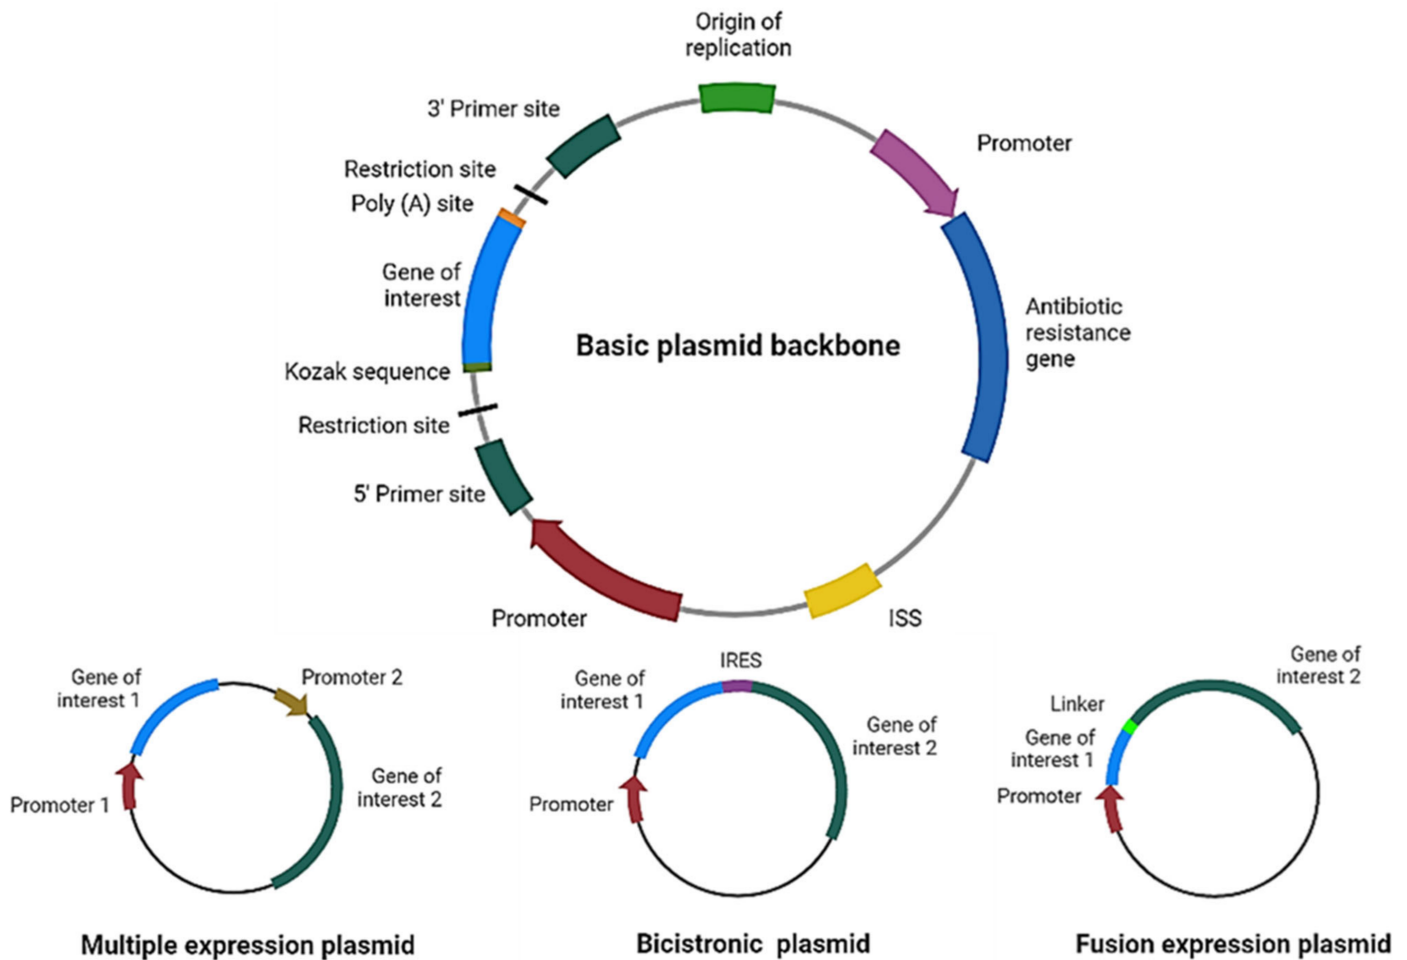 Origin of
replication
3' Primer site
Promoter
Restriction site
Poly (A) site
Gene of
interest
Antibiotic
resistance
gene
Basic plasmid backbone
Kozak sequence
Restriction site
5' Primer site
Promoter
ISS
Gene of
interest 1
Promoter 2
Gene of
interest 2
Promoter 1
Multiple expression plasmid
IRES
Gene of
interest 1
Gene of
interest 2
Promoter
Bicistronic plasmid
Gene of
interest 2
Linker
Gene of
interest 1
Promoter
Fusion expression plasmid